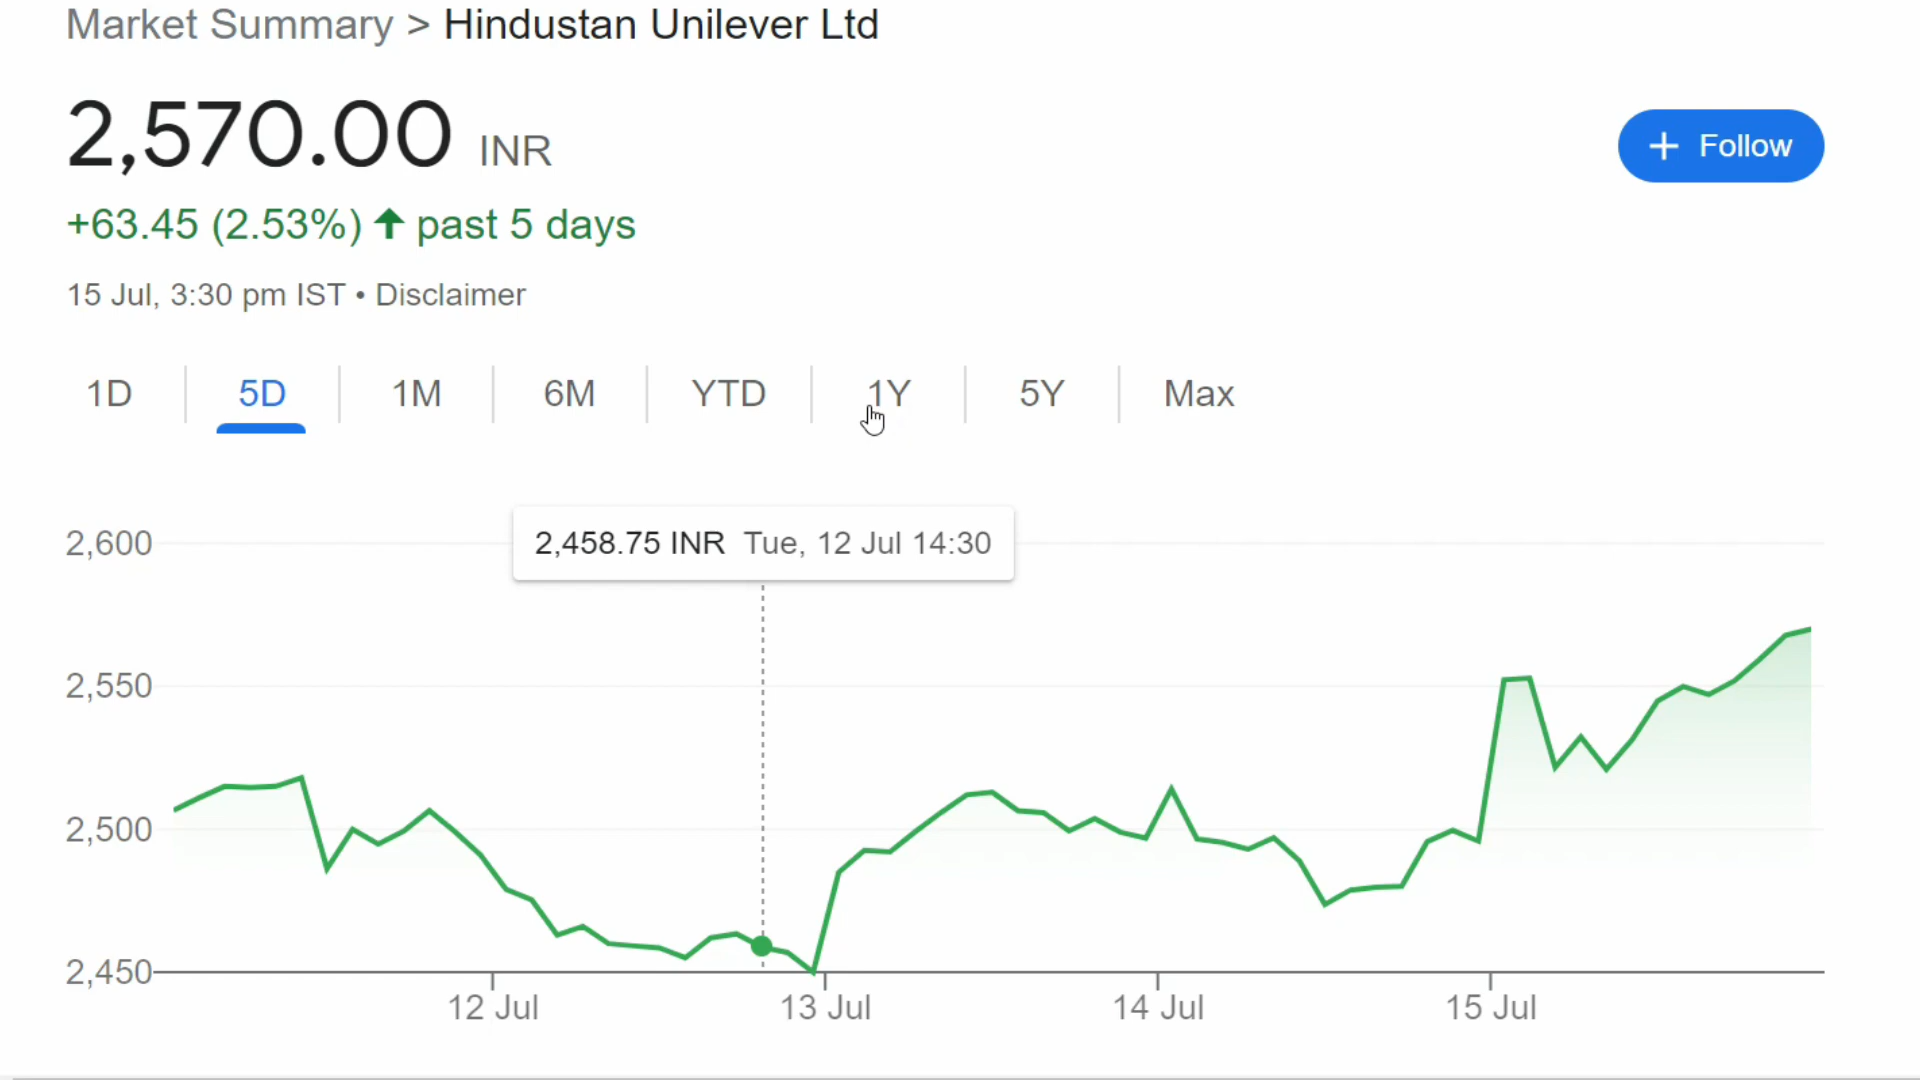 Market Summary > Hindustan Unilever Ltd
2,570.00 INR
+ Follow
+63.45 (2.53%) ↑ past 5 days
15 Jul, 3:30 pm IST • Disclaimer
1D 5D 1M 6M YTD 1Y 5Y Max
2,458.75 INR Tue, 12 Jul 14:30
2,600
2,550
2,500
2,450
12 Jul 13 Jul 14 Jul 15 Jul